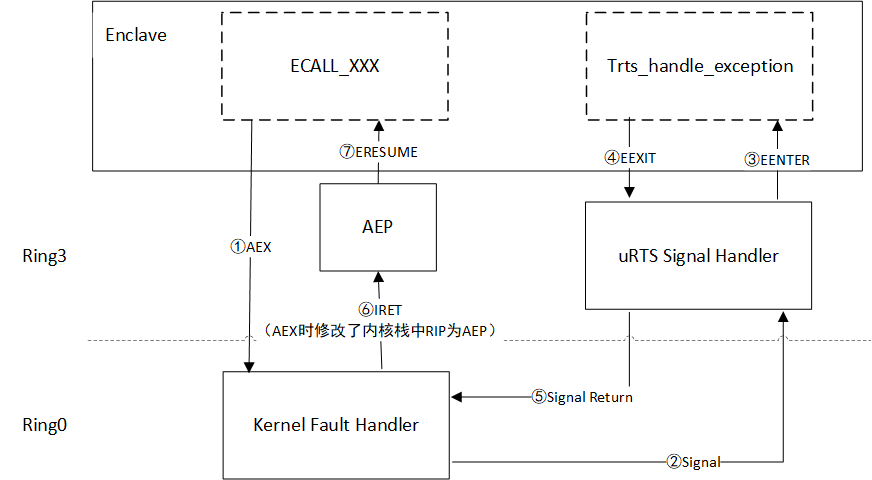 Enclave
ECALL_XXX
Trts_handle_exception
⑦ERESUME
④EEXIT
③EENTER
Ring3
①AEX
AEP
uRTS Signal Handler
⑥IRET
（AEX时修改了内核栈中RIP为AEP）
⑤Signal Return
Ring0
Kernel Fault Handler
②Signal